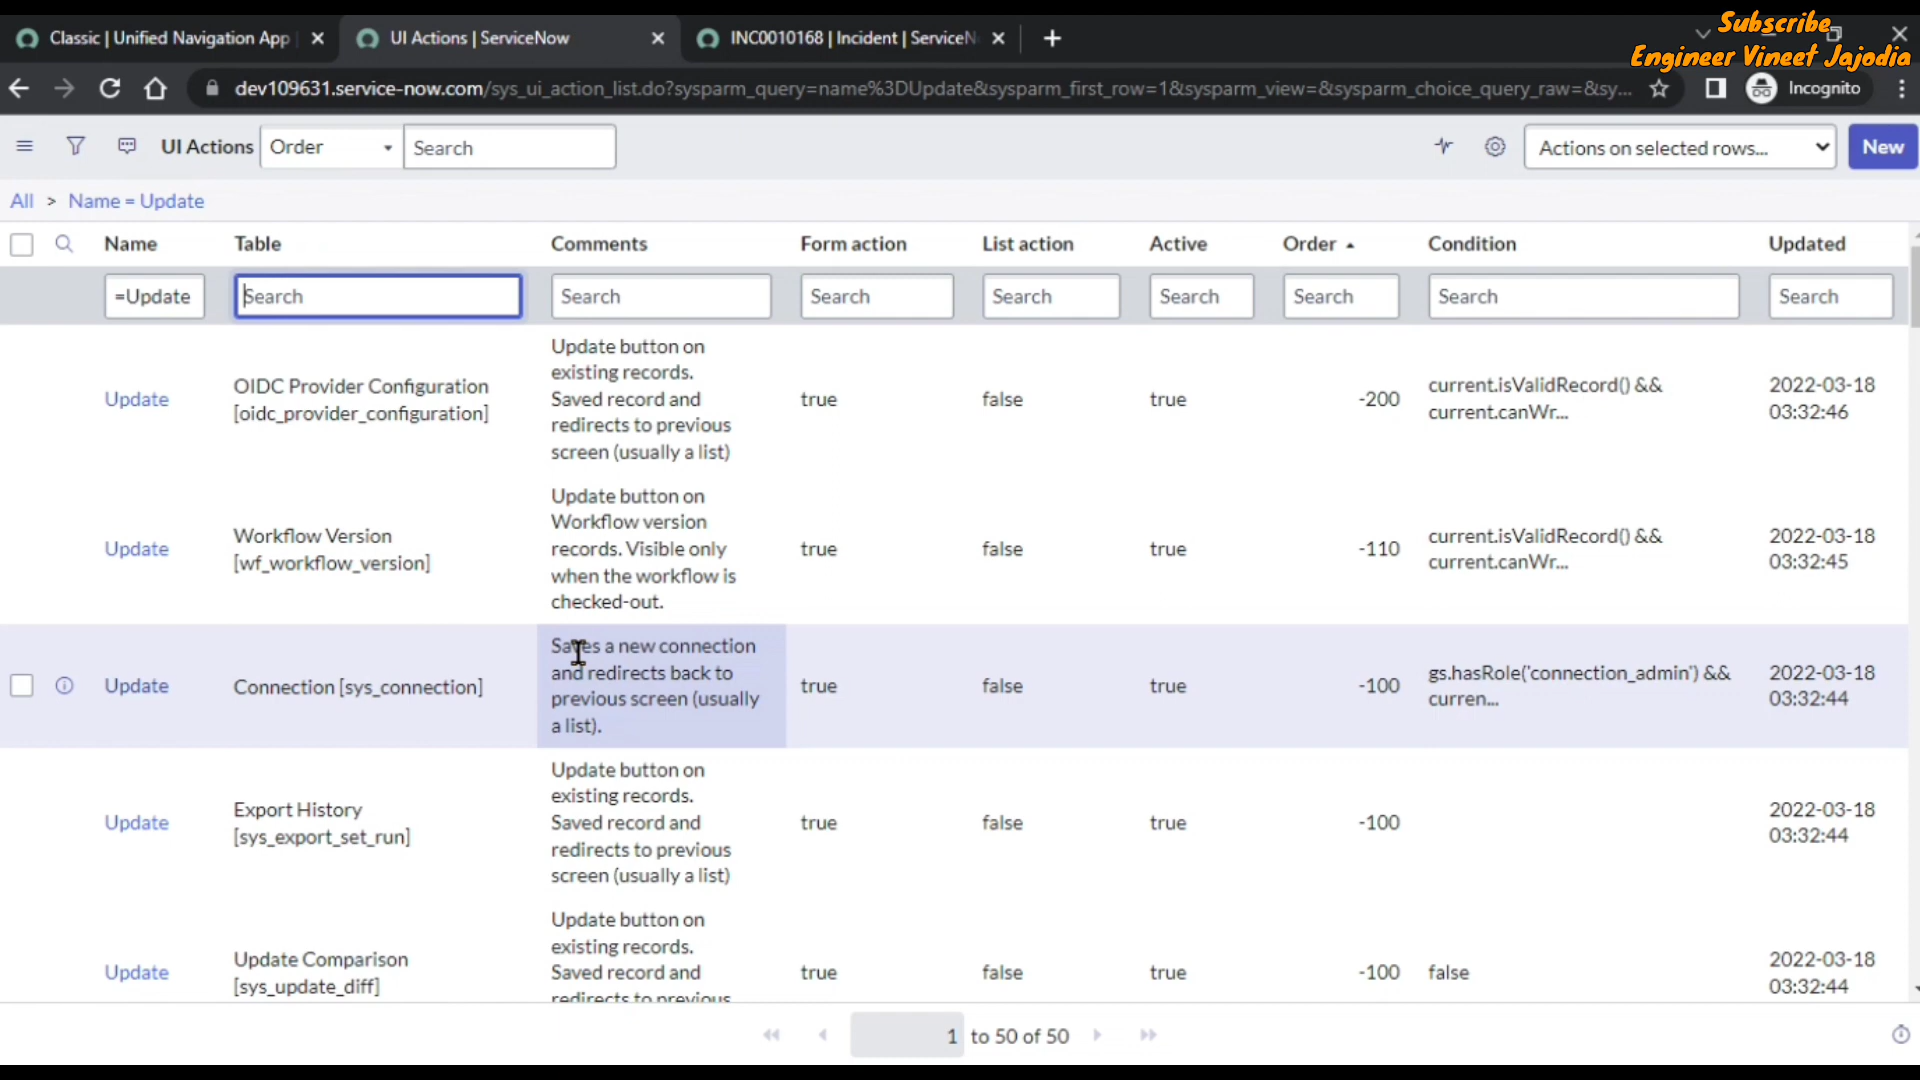 Classic | Unified Navigation App
UI Actions | ServiceNow
INC0010168 | Incident | ServiceN
Subscribe
Engineer Vineet Jajodia
dev109631.service-now.com/sys_ui_action_list.do?sysparm_query=name%3DUpdate&sysparm_first_row=1&sysparm_view=&sysparm_choice_query_raw=&sy...
Incognito
UI Actions
Order
Search
Actions on selected rows...
New
All > Name = Update
Name Table Comments Form action List action Active Order Condition Updated
=Update Search Search Search Search Search Search Search Search
Update
OIDC Provider Configuration
[oidc_provider_configuration]
Update button on
existing records.
Saved record and
redirects to previous
screen (usually a list)
true
false
true
-200
current.isValidRecord() &&
current.canWr...
2022-03-18
03:32:46
Update
Workflow Version
[wf_workflow_version]
Update button on
Workflow version
records. Visible only
when the workflow is
checked-out.
true
false
true
-110
current.isValidRecord() &&
current.canWr...
2022-03-18
03:32:45
Update
Connection [sys_connection]
Saves a new connection
and redirects back to
previous screen (usually
a list).
true
false
true
-100
gs.hasRole('connection_admin') &&
curren...
2022-03-18
03:32:44
Update
Export History
[sys_export_set_run]
Update button on
existing records.
Saved record and
redirects to previous
screen (usually a list)
true
false
true
-100
2022-03-18
03:32:44
Update
Update Comparison
[sys_update_diff]
Update button on
existing records.
Saved record and
redirects to previous
true
false
true
-100
false
2022-03-18
03:32:44
1 to 50 of 50